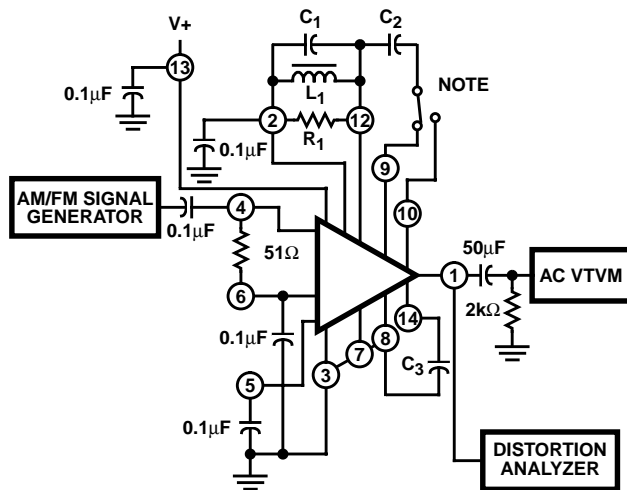 V+
C1
C2
13
0.1μF
L1
NOTE
2
R1
12
0.1μF
9
AM/FM SIGNAL
GENERATOR
4
10
0.1μF
51Ω
50μF
1
AC VTVM
6
2kΩ
14
0.1μF
8
7
3
C3
5
0.1μF
DISTORTION
ANALYZER